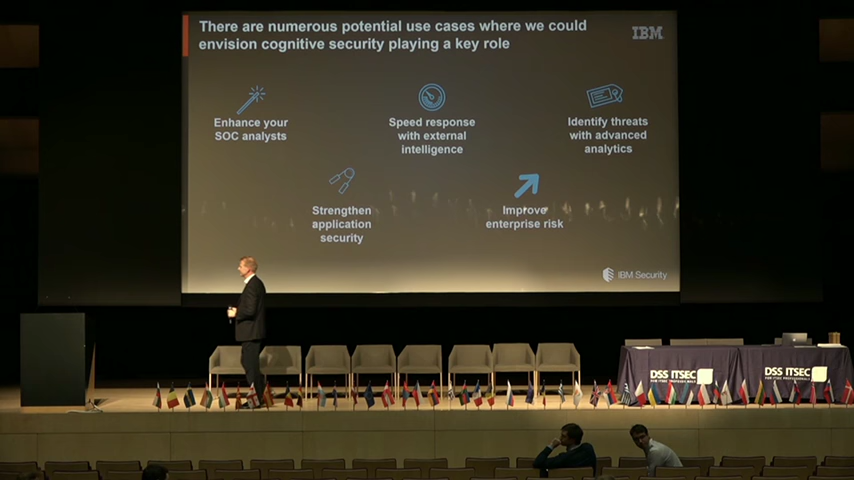 There are numerous potential use cases where we could
envision cognitive security playing a key role
IBM
Enhance your
SOC analysts
Speed response
with external
intelligence
Identify threats
with advanced
analytics
Strengthen
application
security
Improve
enterprise risk
IBM Security
DSS ITSEC
DSS ITSEC